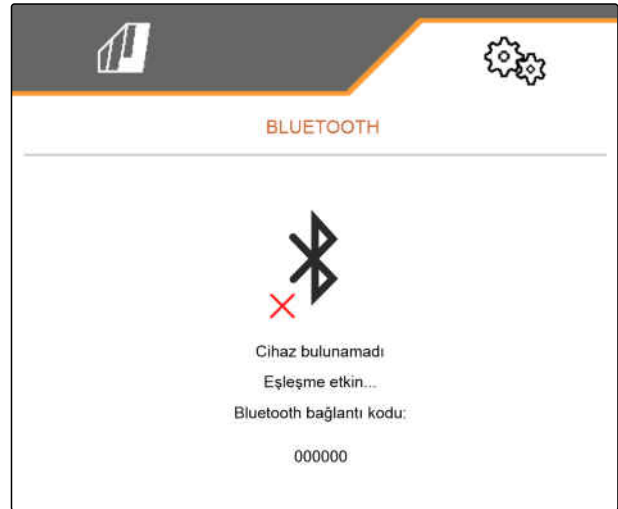 BLUETOOTH
Cihaz bulunamadı
Eşleşme etkin...
Bluetooth bağlantı kodu:
000000